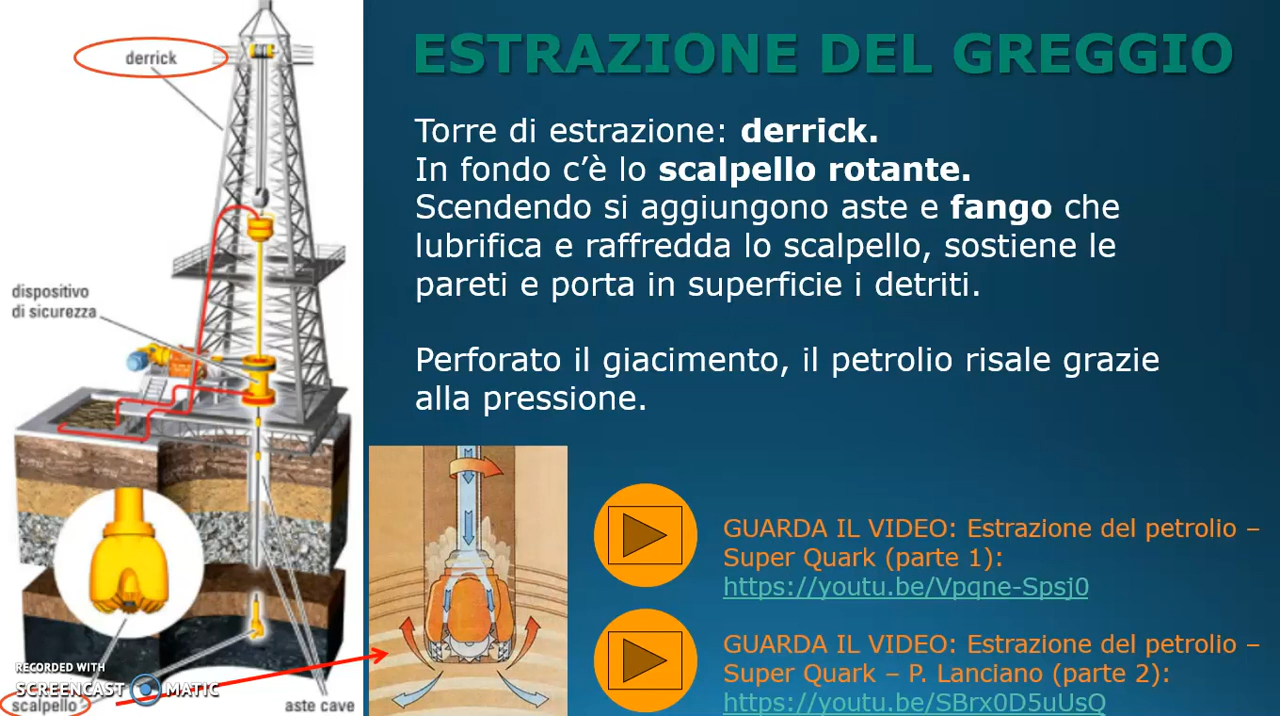 ESTRAZIONE DEL GREGGIO
derrick
Torre di estrazione: derrick.
In fondo c’è lo scalpello rotante.
Scendendo si aggiungono aste e fango che
lubrifica e raffredda lo scalpello, sostiene le
pareti e porta in superficie i detriti.
dispositivo
di sicurezza
Perforato il giacimento, il petrolio risale grazie
alla pressione.
GUARDA IL VIDEO: Estrazione del petrolio –
Super Quark (parte 1):
https://youtu.be/Vpqne-Spsj0
GUARDA IL VIDEO: Estrazione del petrolio –
Super Quark – P. Lanciano (parte 2):
https://youtu.be/SBrx0D5uUsQ
RECORDED WITH
SCREENCAST MATIC
scalpello
aste cave